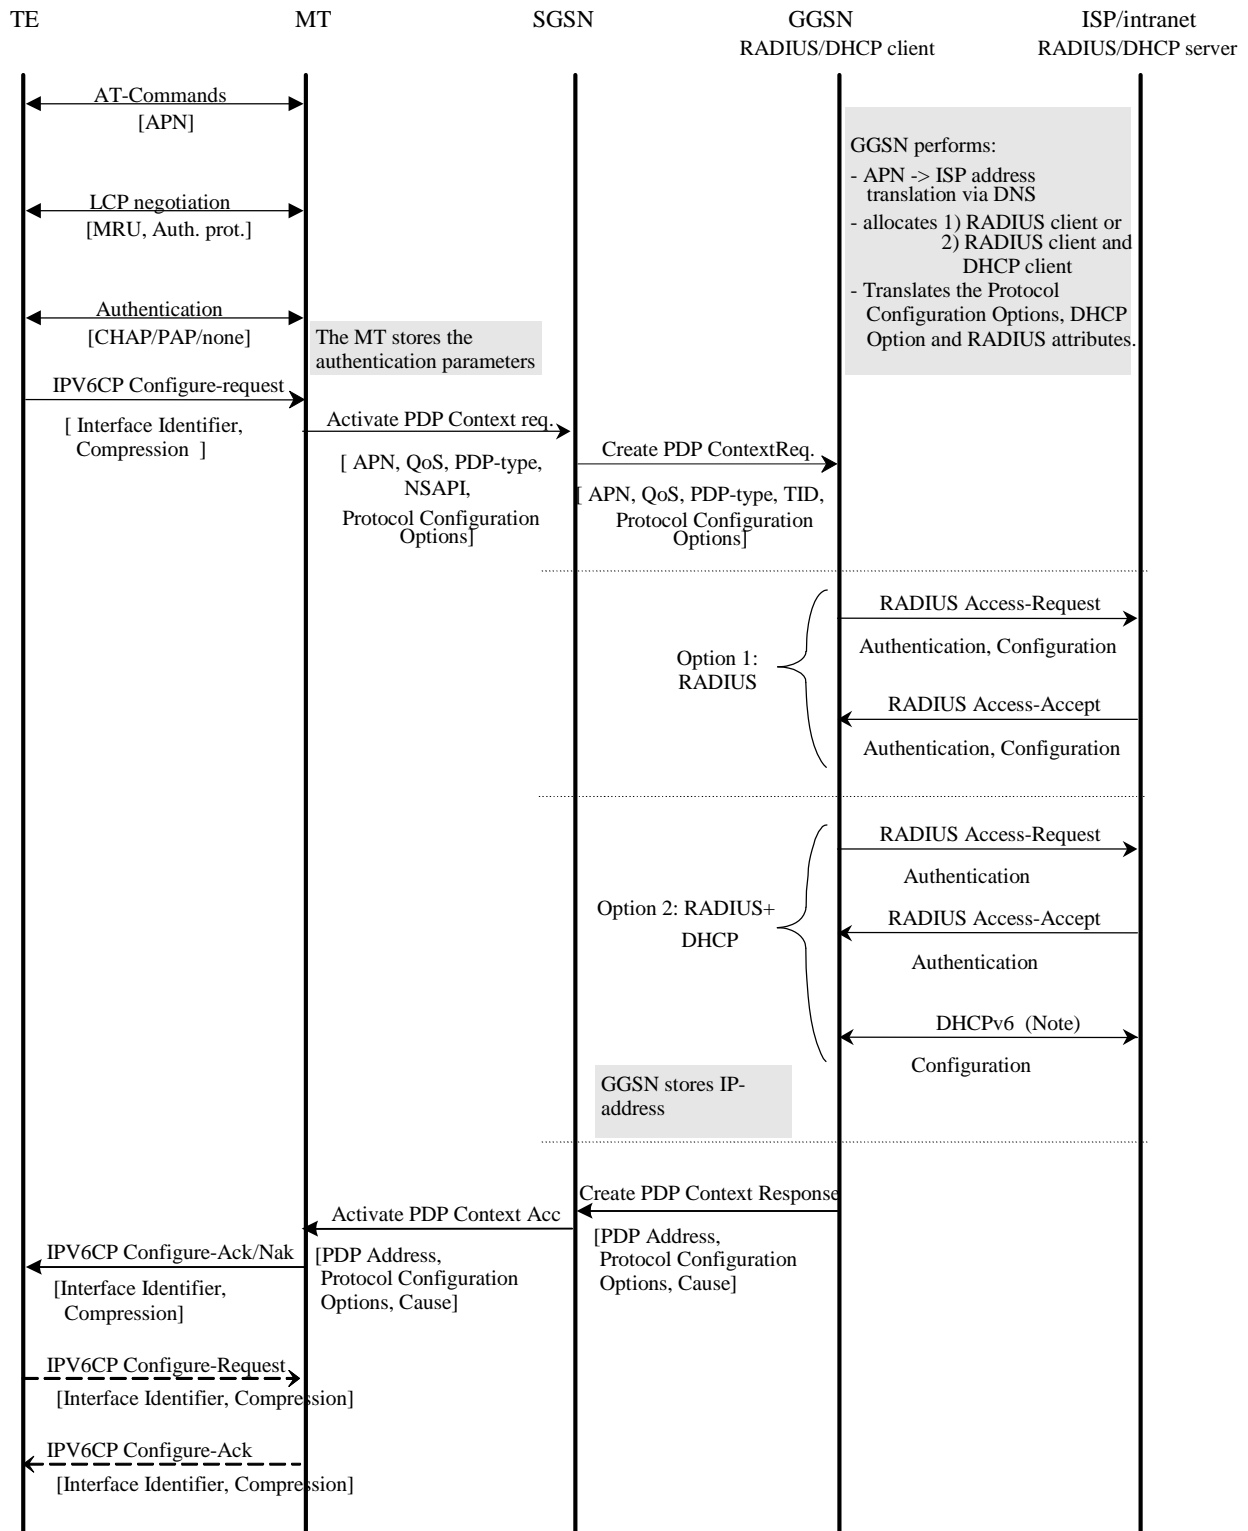 TE
MT
SGSN
GGSN
ISP/intranet
RADIUS/DHCP client
RADIUS/DHCP server
AT-Commands
[APN]
GGSN performs:
- APN -> ISP address
translation via DNS
- allocates 1) RADIUS client or
2) RADIUS client and
DHCP client
- Translates the Protocol
Configuration Options, DHCP
Option and RADIUS attributes.
LCP negotiation
[MRU, Auth. prot.]
Authentication
[CHAP/PAP/none]
The MT stores the
authentication parameters
IPV6CP Configure-request
[ Interface Identifier,
Compression ]
Activate PDP Context req.
[ APN, QoS, PDP-type,
NSAPI,
Protocol Configuration
Options]
Create PDP ContextReq.
[ APN, QoS, PDP-type, TID,
Protocol Configuration
Options]
RADIUS Access-Request
Authentication, Configuration
Option 1:
RADIUS
RADIUS Access-Accept
Authentication, Configuration
RADIUS Access-Request
Authentication
Option 2: RADIUS+
DHCP
RADIUS Access-Accept
Authentication
DHCPv6 (Note)
Configuration
GGSN stores IP-
address
Create PDP Context Response
[PDP Address,
Protocol Configuration
Options, Cause]
Activate PDP Context Acc
[PDP Address,
Protocol Configuration
Options, Cause]
IPV6CP Configure-Ack/Nak
[Interface Identifier,
Compression]
IPV6CP Configure-Request
[Interface Identifier, Compression]
IPV6CP Configure-Ack
[Interface Identifier, Compression]